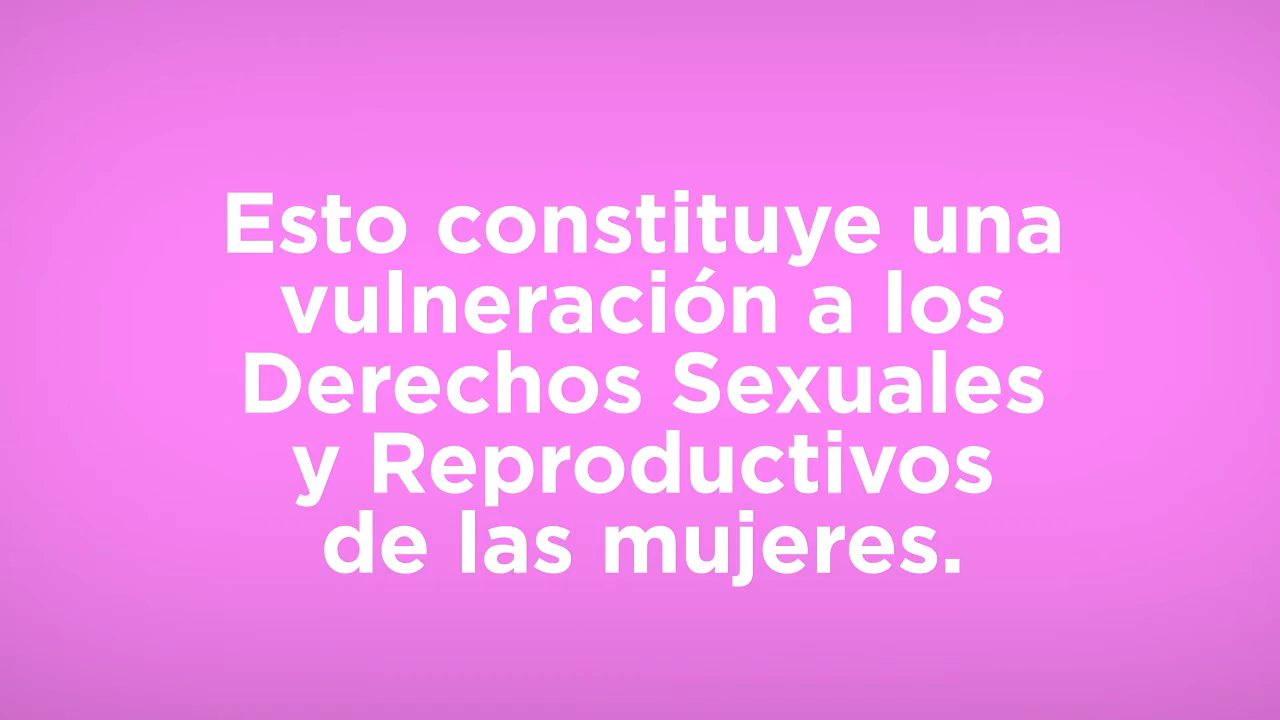 Esto constituye una
vulneración a los
Derechos Sexuales
y Reproductivos
de las mujeres.